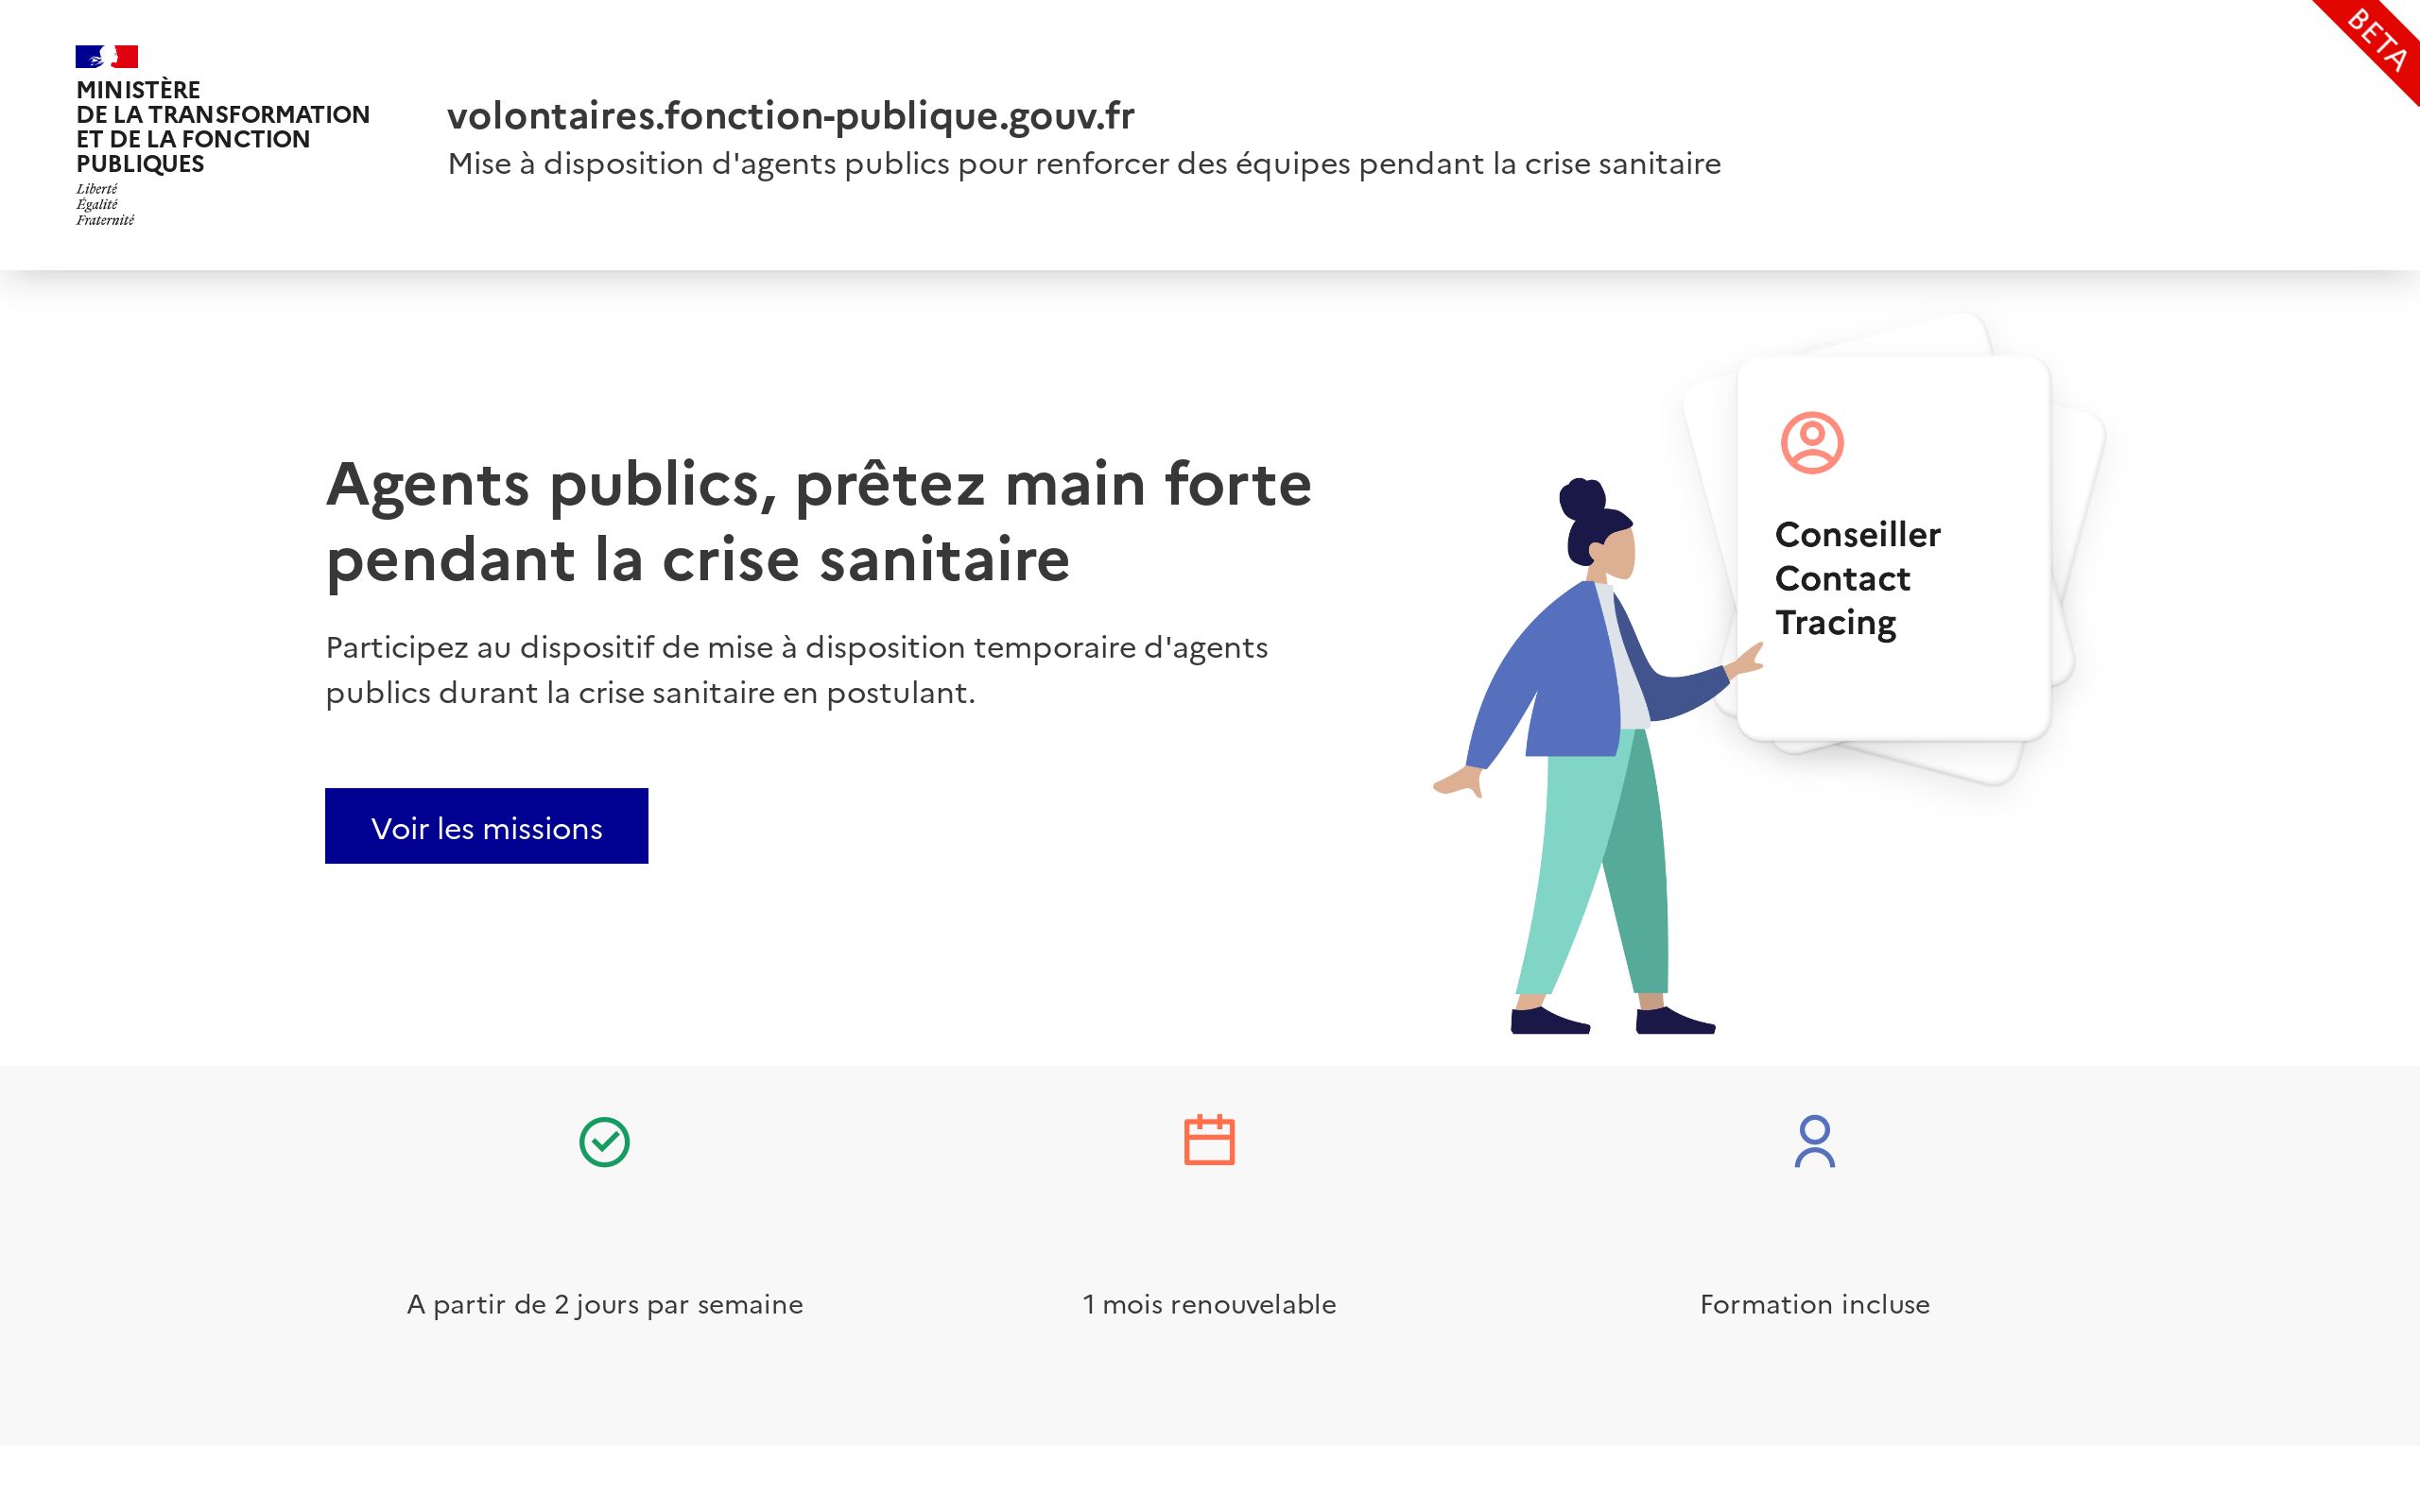 BETA
MINISTÈRE
DE LA TRANSFORMATION
ET DE LA FONCTION
PUBLIQUES
Liberté
Égalité
Fraternité
volontaires.fonction-publique.gouv.fr
Mise à disposition d'agents publics pour renforcer des équipes pendant la crise sanitaire
Agents publics, prêtez main forte
pendant la crise sanitaire
Participez au dispositif de mise à disposition temporaire d'agents
publics durant la crise sanitaire en postulant.
Voir les missions
Conseiller
Contact
Tracing
A partir de 2 jours par semaine
1 mois renouvelable
Formation incluse